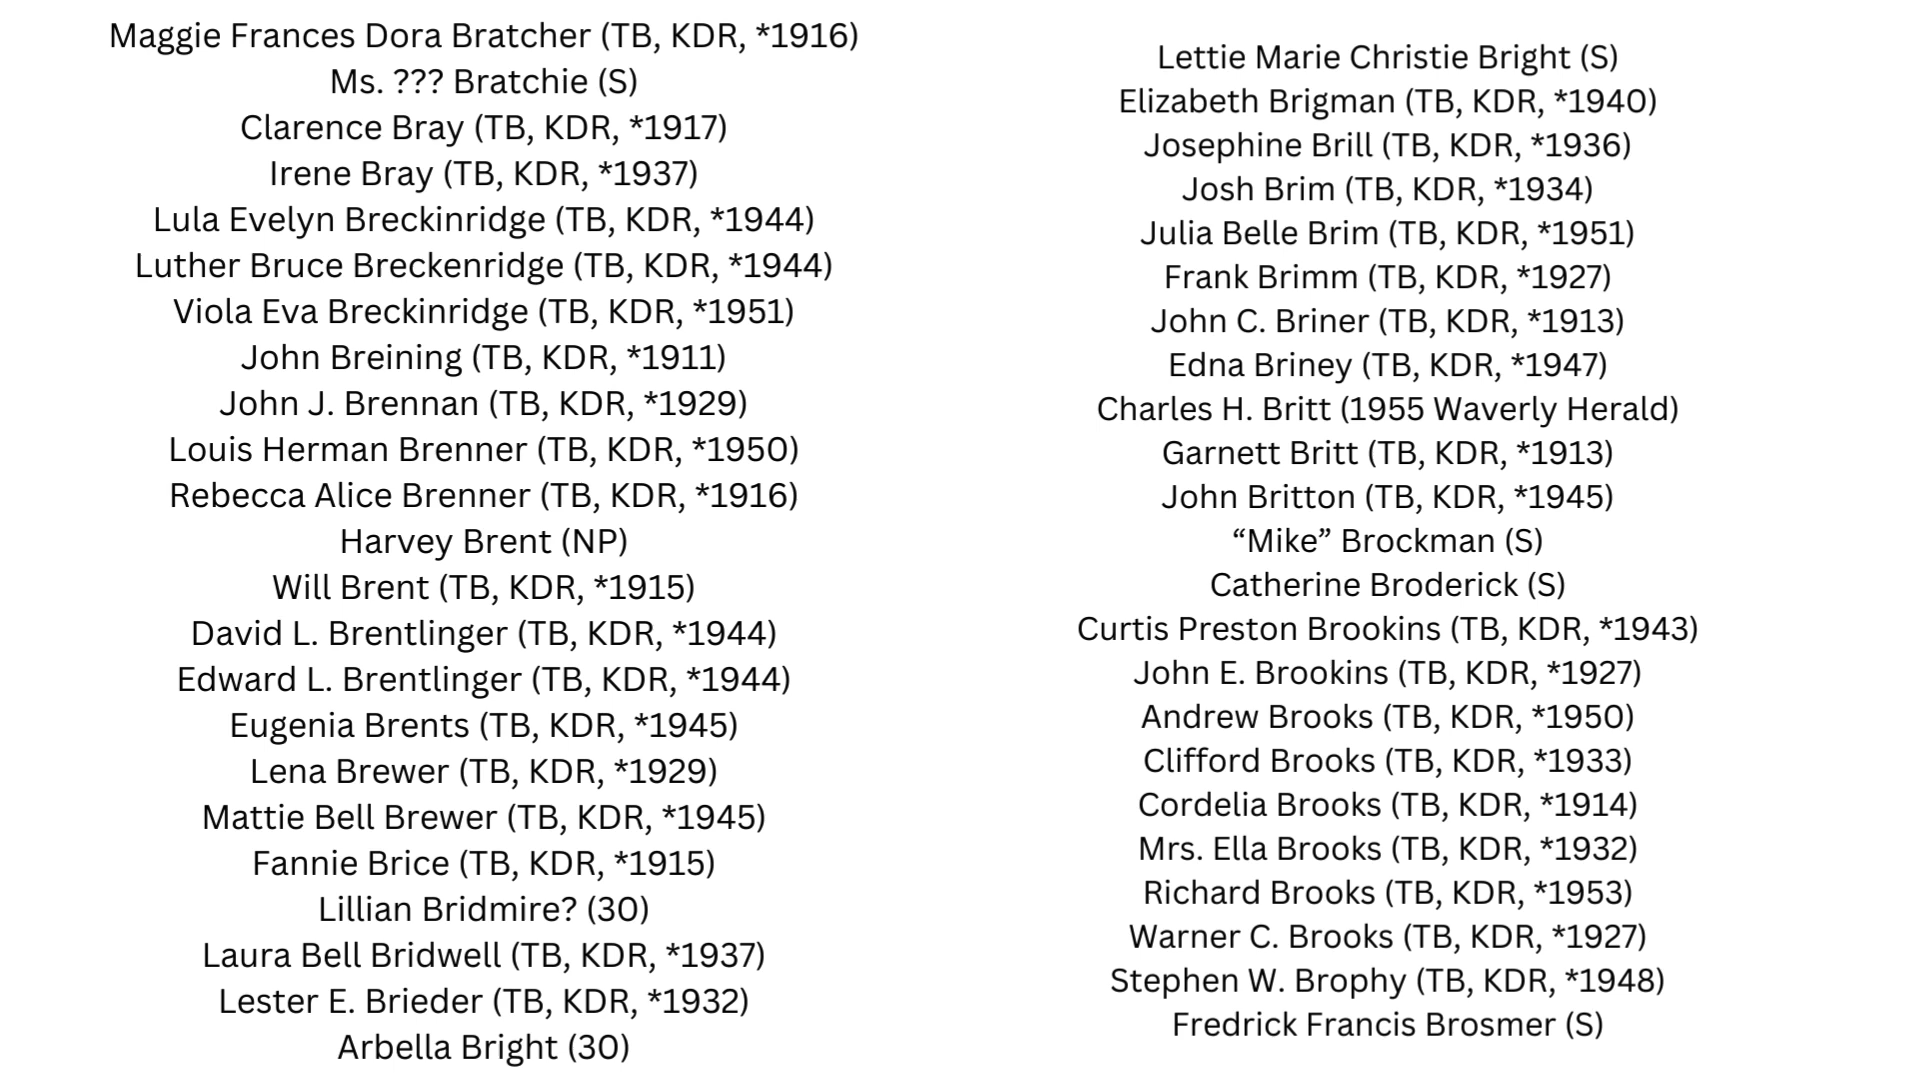 Maggie Frances Dora Bratcher (TB, KDR, *1916)
Ms. ??? Bratchie (S)
Clarence Bray (TB, KDR, *1917)
Irene Bray (TB, KDR, *1937)
Lula Evelyn Breckinridge (TB, KDR, *1944)
Luther Bruce Breckenridge (TB, KDR, *1944)
Viola Eva Breckinridge (TB, KDR, *1951)
John Breining (TB, KDR, *1911)
John J. Brennan (TB, KDR, *1929)
Louis Herman Brenner (TB, KDR, *1950)
Rebecca Alice Brenner (TB, KDR, *1916)
Harvey Brent (NP)
Will Brent (TB, KDR, *1915)
David L. Brentlinger (TB, KDR, *1944)
Edward L. Brentlinger (TB, KDR, *1944)
Eugenia Brents (TB, KDR, *1945)
Lena Brewer (TB, KDR, *1929)
Mattie Bell Brewer (TB, KDR, *1945)
Fannie Brice (TB, KDR, *1915)
Lillian Bridmire? (30)
Laura Bell Bridwell (TB, KDR, *1937)
Lester E. Brieder (TB, KDR, *1932)
Arbella Bright (30)
Lettie Marie Christie Bright (S)
Elizabeth Brigman (TB, KDR, *1940)
Josephine Brill (TB, KDR, *1936)
Josh Brim (TB, KDR, *1934)
Julia Belle Brim (TB, KDR, *1951)
Frank Brimm (TB, KDR, *1927)
John C. Briner (TB, KDR, *1913)
Edna Briney (TB, KDR, *1947)
Charles H. Britt (1955 Waverly Herald)
Garnett Britt (TB, KDR, *1913)
John Britton (TB, KDR, *1945)
“Mike” Brockman (S)
Catherine Broderick (S)
Curtis Preston Brookins (TB, KDR, *1943)
John E. Brookins (TB, KDR, *1927)
Andrew Brooks (TB, KDR, *1950)
Clifford Brooks (TB, KDR, *1933)
Cordelia Brooks (TB, KDR, *1914)
Mrs. Ella Brooks (TB, KDR, *1932)
Richard Brooks (TB, KDR, *1953)
Warner C. Brooks (TB, KDR, *1927)
Stephen W. Brophy (TB, KDR, *1948)
Fredrick Francis Brosmer (S)